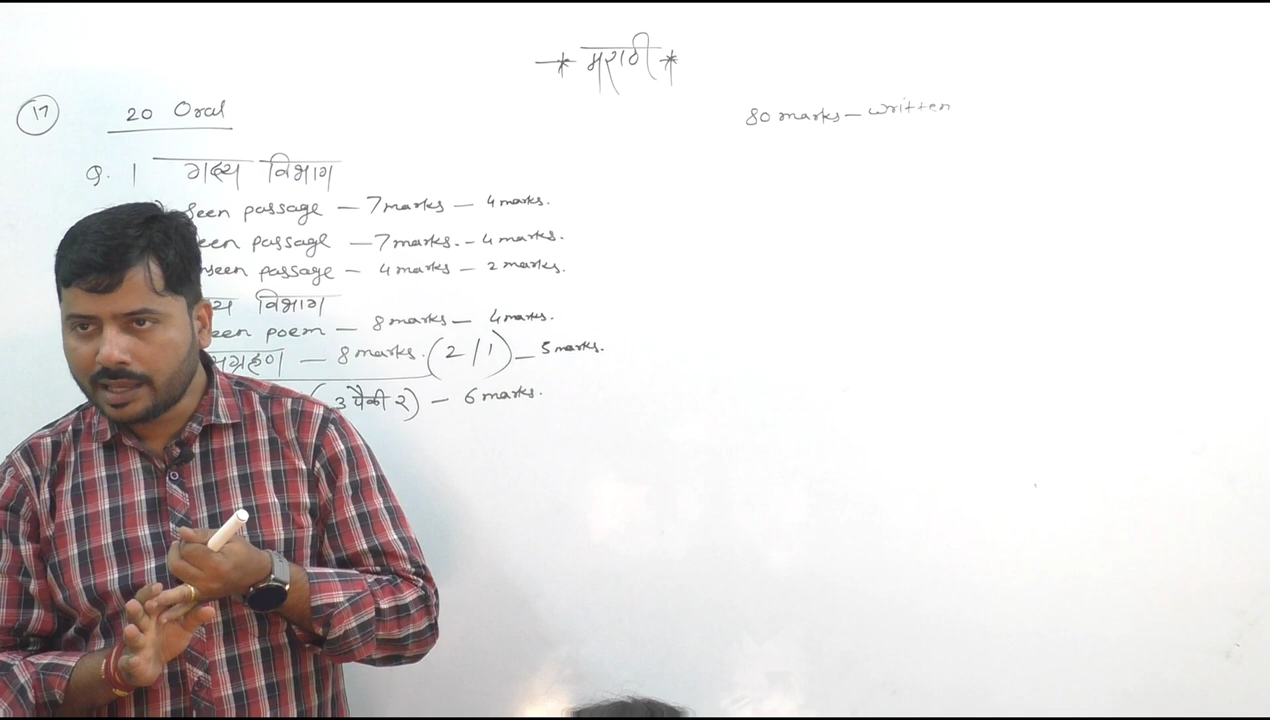 * मराठी *
17
20 Oral
80 marks - written
Q. 1 गद्य विभाग
seen passage - 7 marks - 4 marks.
een passage - 7 marks. - 4 marks.
nseen passage - 4 marks - 2 marks.
द्य विभाग
een poem - 8 marks - 4 marks.
सग्रहण - 8 marks. (2/1) - 5 marks.
(3 पैकी २) - 6 marks.